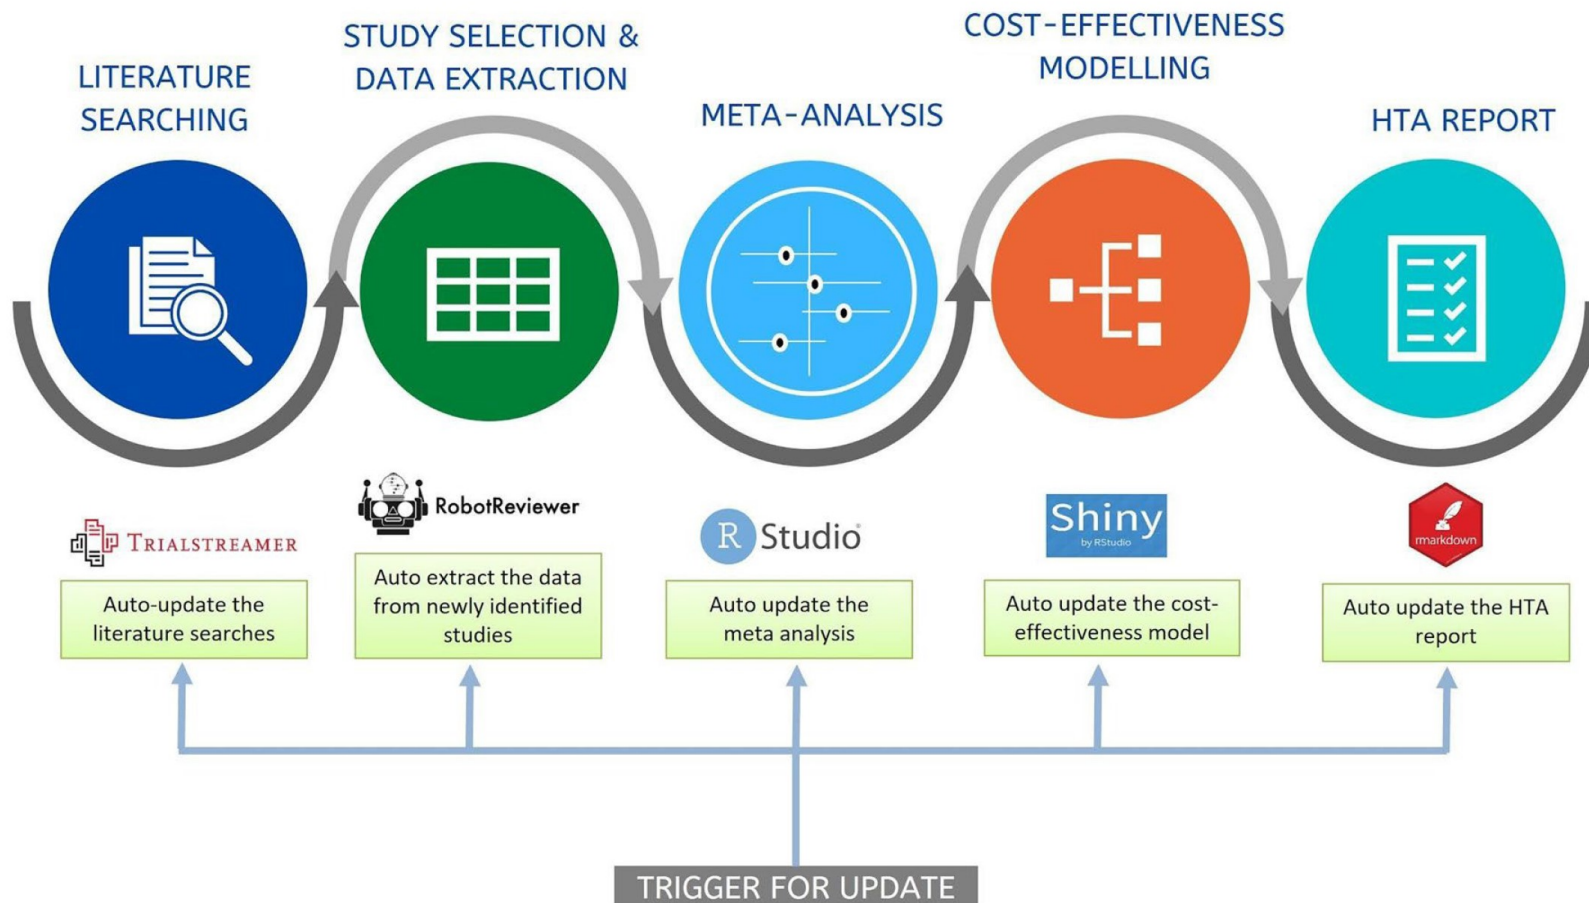 LITERATURE
SEARCHING
STUDY SELECTION &
DATA EXTRACTION
META-ANALYSIS
COST-EFFECTIVENESS
MODELLING
HTA REPORT
TRIALSTREAMER
RobotReviewer
R Studio®
Shiny
by RStudio
rmarkdown
Auto-update the
literature searches
Auto extract the data
from newly identified
studies
Auto update the
meta analysis
Auto update the cost-
effectiveness model
Auto update the HTA
report
TRIGGER FOR UPDATE